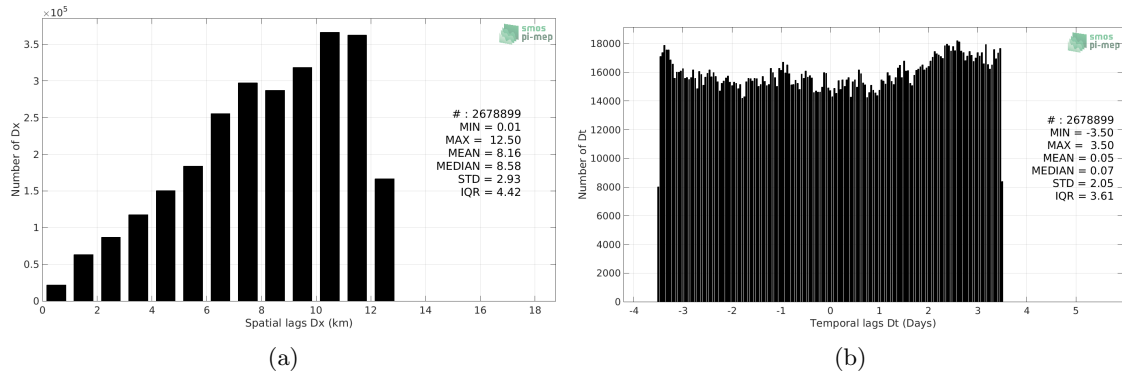 ×10^5
3.5
3
2.5
2
1.5
1
0.5
0
0 2 4 6 8 10 12 14 16 18
Number of Dx
Spatial lags Dx (km)
smos
pi-mep
# : 2678899
MIN = 0.01
MAX = 12.50
MEAN = 8.16
MEDIAN = 8.58
STD = 2.93
IQR = 4.42
(a)
18000
16000
14000
12000
10000
8000
6000
4000
2000
0
-4 -3 -2 -1 0 1 2 3 4 5
Number of Dt
Temporal lags Dt (Days)
smos
pi-mep
# : 2678899
MIN = -3.50
MAX = 3.50
MEAN = 0.05
MEDIAN = 0.07
STD = 2.05
IQR = 3.61
(b)